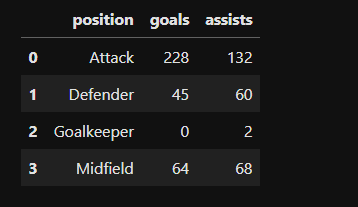 position goals assists
0 Attack 228 132
1 Defender 45 60
2 Goalkeeper 0 2
3 Midfield 64 68